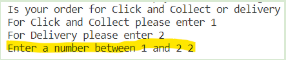 Is your order for Click and Collect or delivery
For Click and Collect please enter 1
For Delivery please enter 2
Enter a number between 1 and 2 2